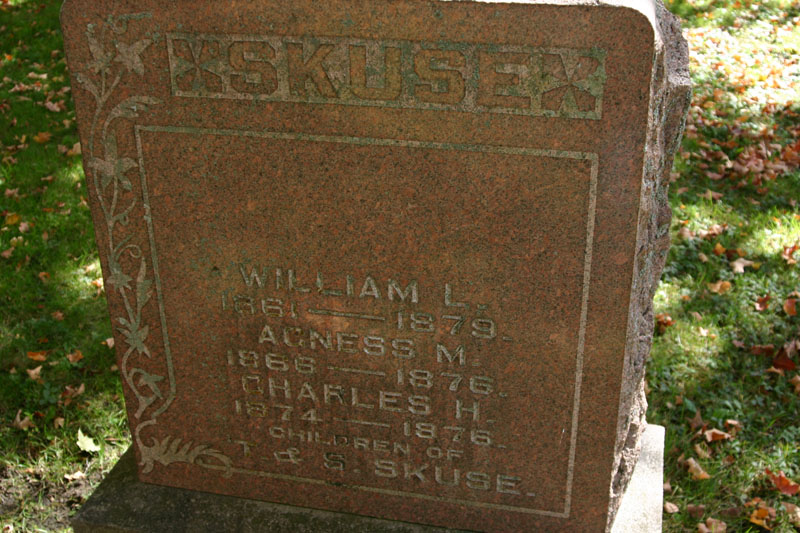 SKUSE
WILLIAM L.
1861. — 1879.
AGNESS M.
1866 — 1876.
CHARLES H.
1874 — 1876.
CHILDREN OF
T & S. SKUSE.